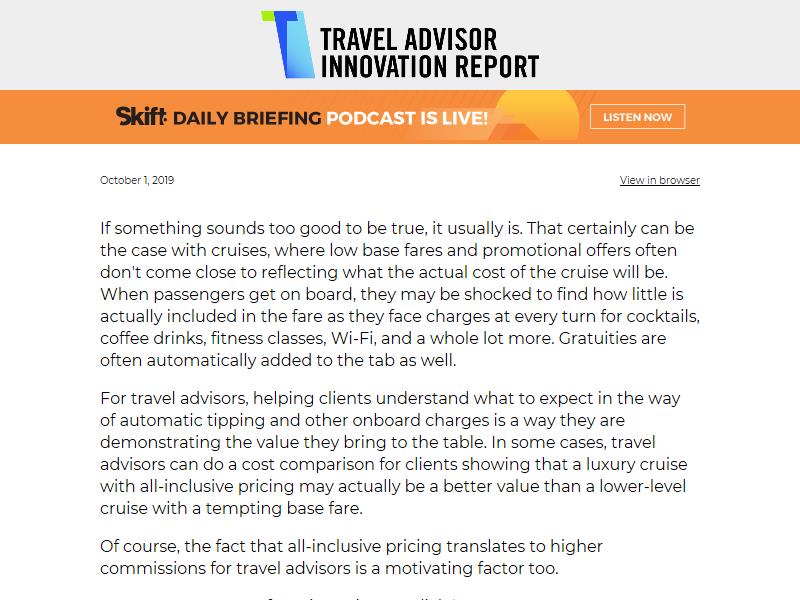 TRAVEL ADVISOR
INNOVATION REPORT
Skift: DAILY BRIEFING PODCAST IS LIVE!
LISTEN NOW
October 1, 2019
View in browser
If something sounds too good to be true, it usually is. That certainly can be
the case with cruises, where low base fares and promotional offers often
don't come close to reflecting what the actual cost of the cruise will be.
When passengers get on board, they may be shocked to find how little is
actually included in the fare as they face charges at every turn for cocktails,
coffee drinks, fitness classes, Wi-Fi, and a whole lot more. Gratuities are
often automatically added to the tab as well.
For travel advisors, helping clients understand what to expect in the way
of automatic tipping and other onboard charges is a way they are
demonstrating the value they bring to the table. In some cases, travel
advisors can do a cost comparison for clients showing that a luxury cruise
with all-inclusive pricing may actually be a better value than a lower-level
cruise with a tempting base fare.
Of course, the fact that all-inclusive pricing translates to higher
commissions for travel advisors is a motivating factor too.